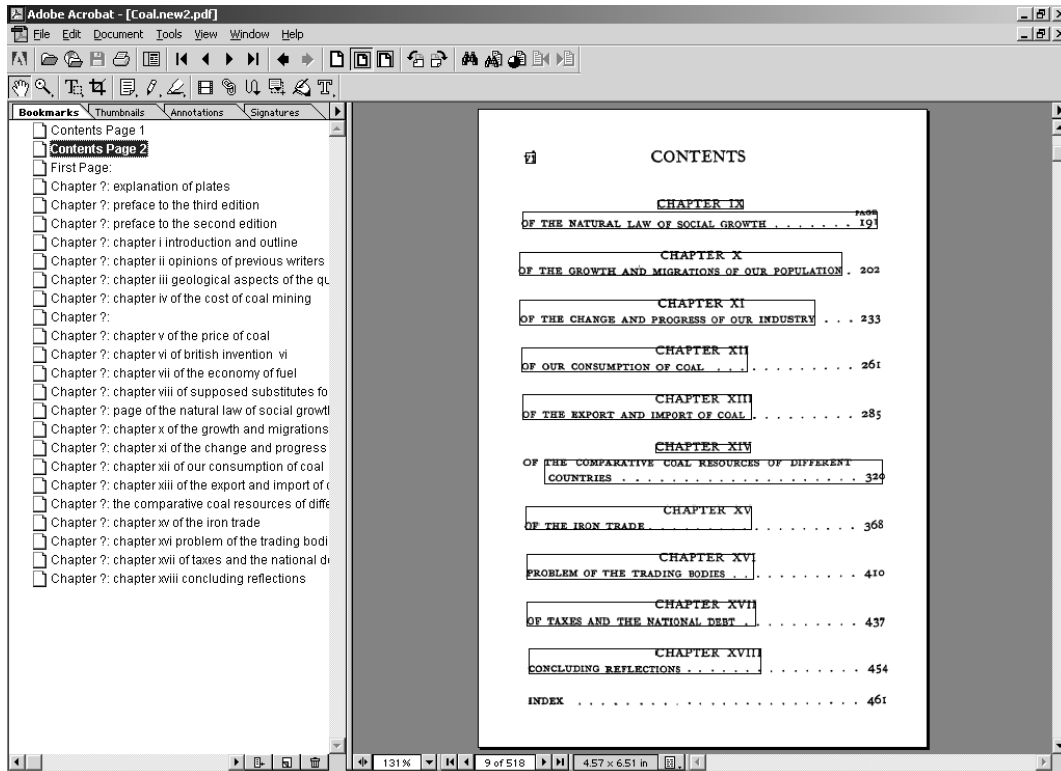 Adobe Acrobat - [Coal.new2.pdf]
File Edit Document Tools View Window Help
Bookmarks Thumbnails Annotations Signatures
Contents Page 1
Contents Page 2
First Page:
Chapter ?: explanation of plates
Chapter ?: preface to the third edition
Chapter ?: preface to the second edition
Chapter ?: chapter i introduction and outline
Chapter ?: chapter ii opinions of previous writers
Chapter ?: chapter iii geological aspects of the qu
Chapter ?: chapter iv of the cost of coal mining
Chapter ?:
Chapter ?: chapter v of the price of coal
Chapter ?: chapter vi of british invention vi
Chapter ?: chapter vii of the economy of fuel
Chapter ?: chapter viii of supposed substitutes fo
Chapter ?: page of the natural law of social growth
Chapter ?: chapter x of the growth and migrations
Chapter ?: chapter xi of the change and progress
Chapter ?: chapter xii of our consumption of coal
Chapter ?: chapter xiii of the export and import of c
Chapter ?: the comparative coal resources of diffe
Chapter ?: chapter xv of the iron trade
Chapter ?: chapter xvi problem of the trading bodi
Chapter ?: chapter xvii of taxes and the national de
Chapter ?: chapter xviii concluding reflections
CONTENTS
CHAPTER IX
PAGE
OF THE NATURAL LAW OF SOCIAL GROWTH . . . . . . . 191
CHAPTER X
OF THE GROWTH AND MIGRATIONS OF OUR POPULATION . 202
CHAPTER XI
OF THE CHANGE AND PROGRESS OF OUR INDUSTRY . . . 233
CHAPTER XII
OF OUR CONSUMPTION OF COAL . . . . . . . . . . . . 261
CHAPTER XIII
OF THE EXPORT AND IMPORT OF COAL . . . . . . . . . 285
CHAPTER XIV
OF THE COMPARATIVE COAL RESOURCES OF DIFFERENT
COUNTRIES . . . . . . . . . . . . . . . . . . . . 320
CHAPTER XV
OF THE IRON TRADE . . . . . . . . . . . . . . . . . 368
CHAPTER XVI
PROBLEM OF THE TRADING BODIES . . . . . . . . . . . 410
CHAPTER XVII
OF TAXES AND THE NATIONAL DEBT . . . . . . . . . . 437
CHAPTER XVIII
CONCLUDING REFLECTIONS . . . . . . . . . . . . . . 454
INDEX . . . . . . . . . . . . . . . . . . . . . . . 461
131% 9 of 518 4.57 × 6.51 in